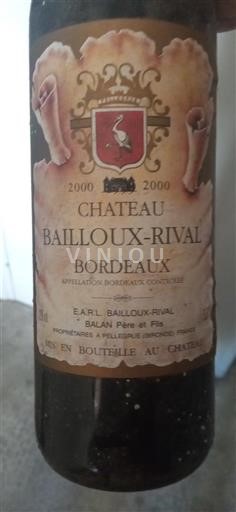 2000 2000
CHATEAU
BAILLOUX-RIVAL
VINIOU
BORDEAUX
APPELLATION BORDEAUX CONTRÔLÉE
E.A.R.L. BAILLOUX-RIVAL
BALAN Père et Fils
PROPRIÉTAIRES A PELLEGRUE (GIRONDE) FRANCE
MIS EN BOUTEILLE AU CHATEAU